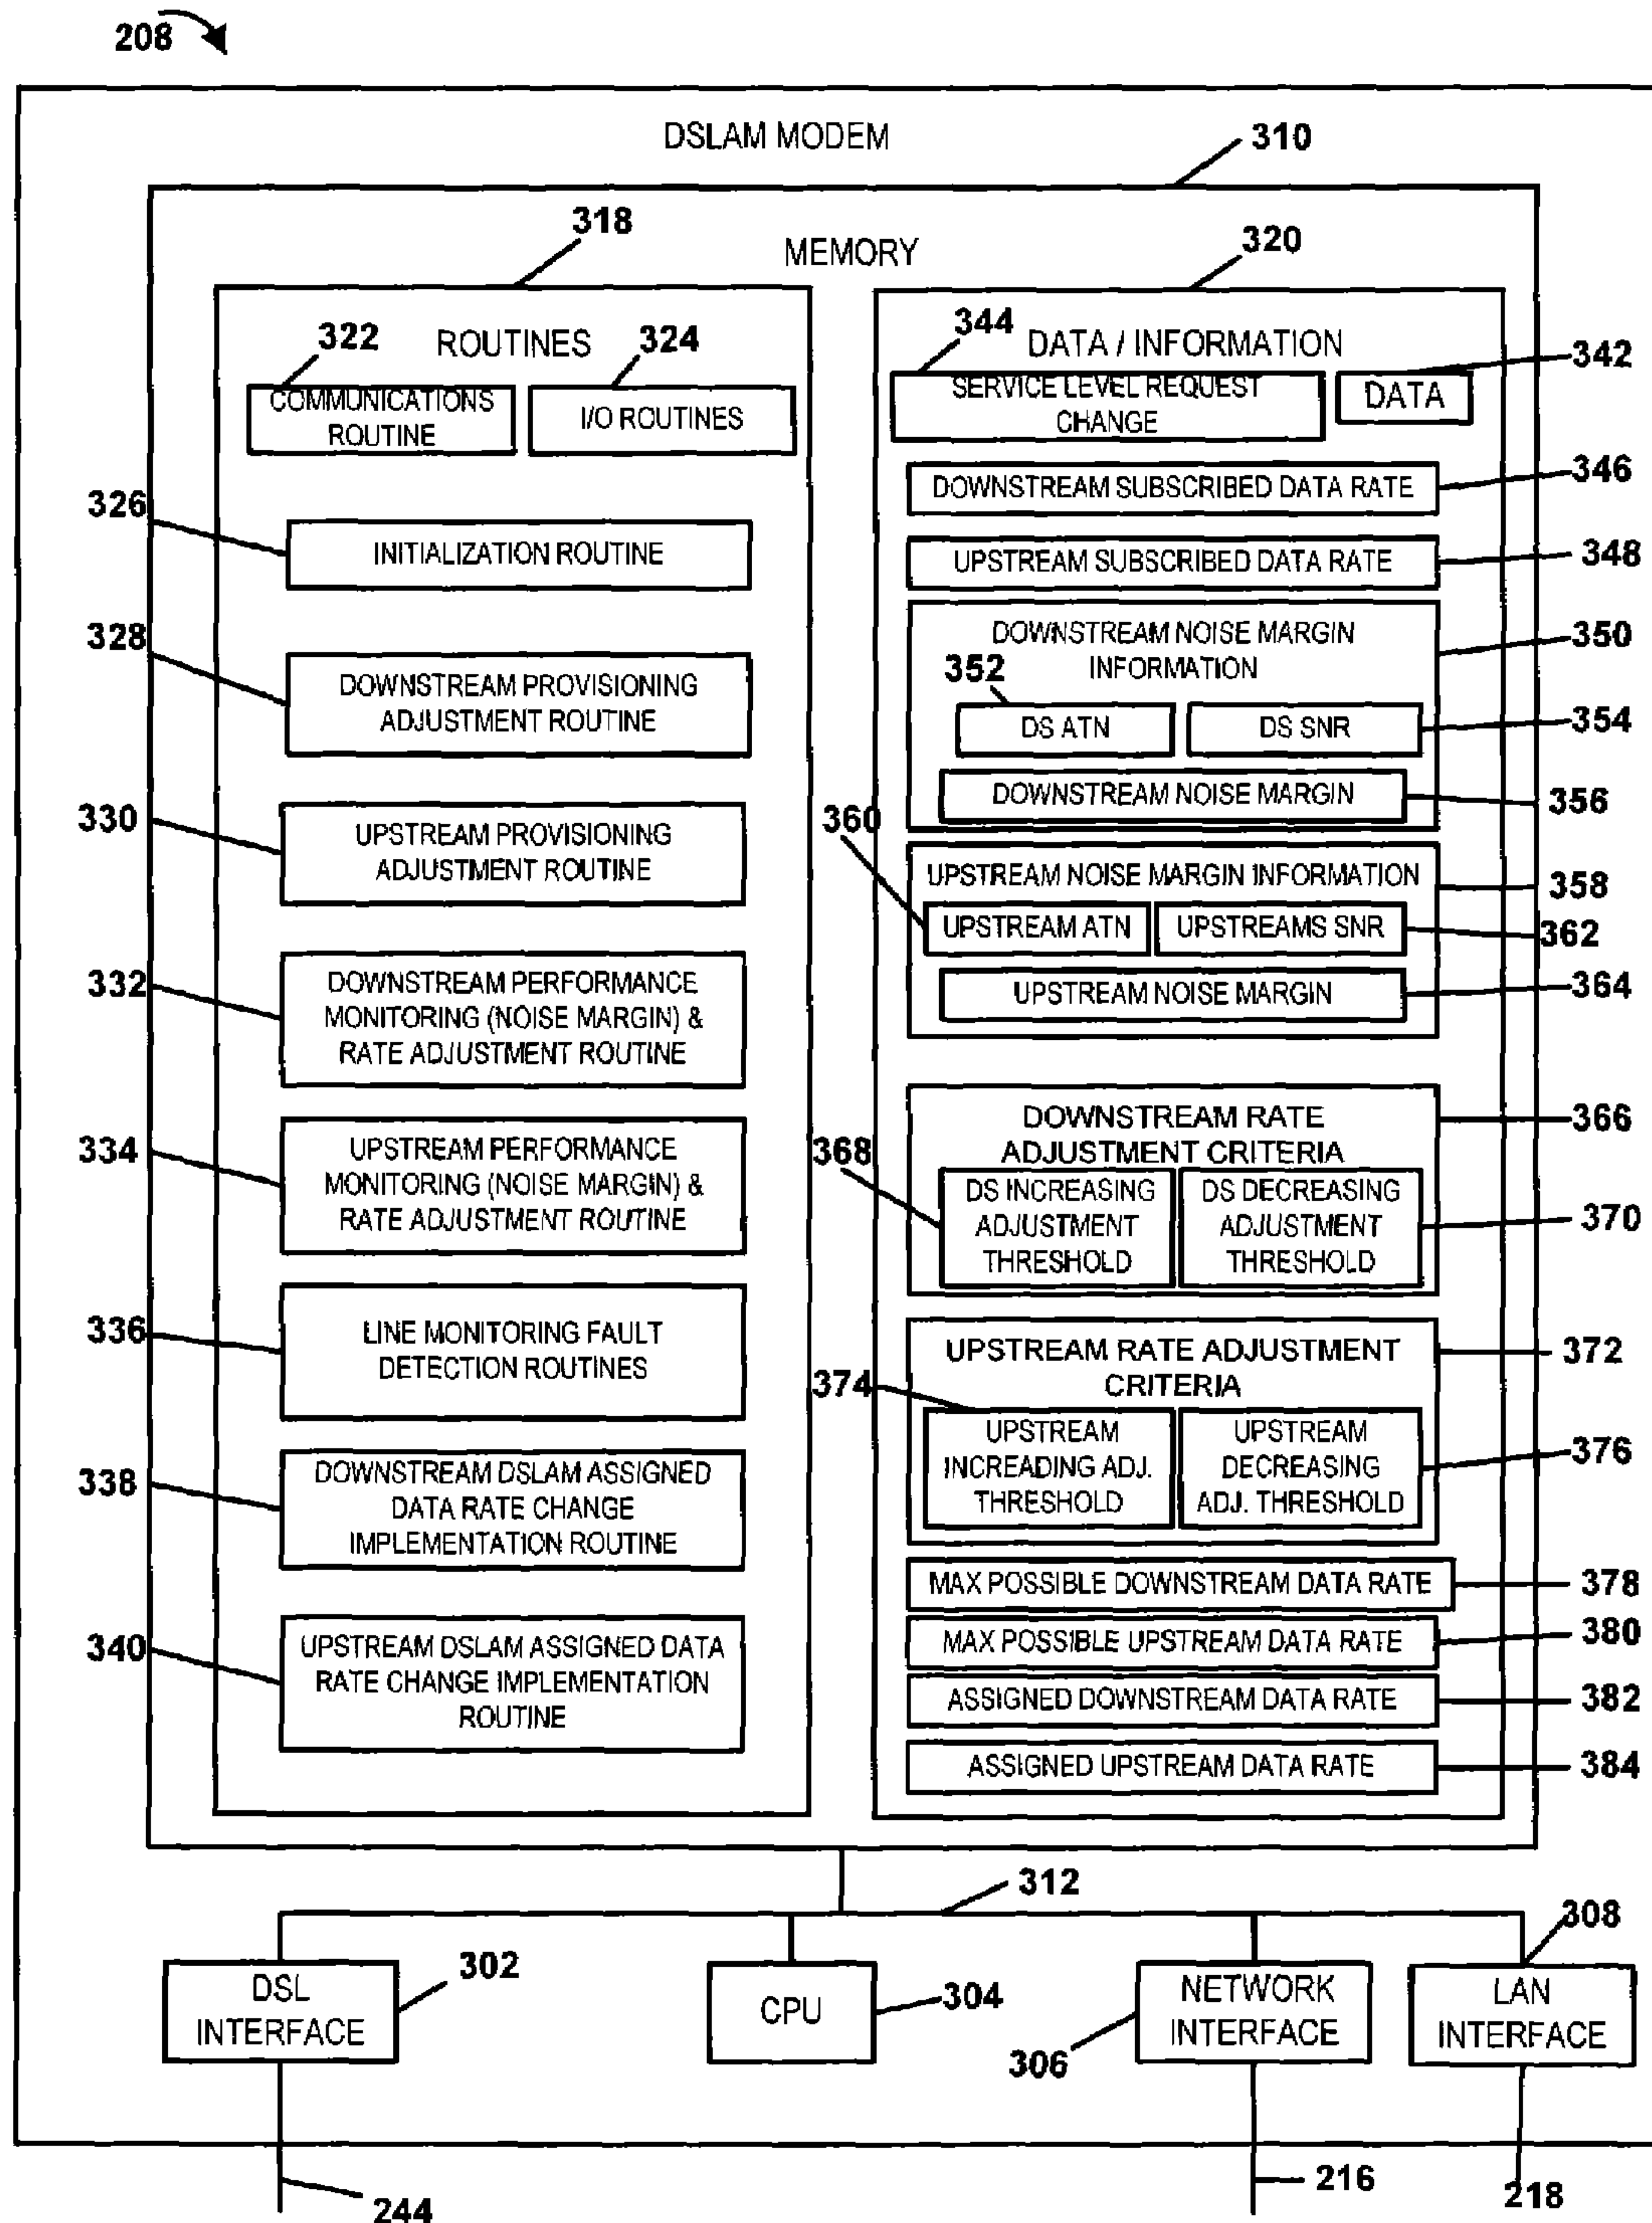 208
DSLAM MODEM
310
318
MEMORY
320
322
ROUTINES
324
COMMUNICATIONS
ROUTINE
I/O ROUTINES
326
INITIALIZATION ROUTINE
328
DOWNSTREAM PROVISIONING
ADJUSTMENT ROUTINE
330
UPSTREAM PROVISIONING
ADJUSTMENT ROUTINE
332
DOWNSTREAM PERFORMANCE
MONITORING (NOISE MARGIN) &
RATE ADJUSTMENT ROUTINE
334
UPSTREAM PERFORMANCE
MONITORING (NOISE MARGIN) &
RATE ADJUSTMENT ROUTINE
336
LINE MONITORING FAULT
DETECTION ROUTINES
338
DOWNSTREAM DSLAM ASSIGNED
DATA RATE CHANGE
IMPLEMENTATION ROUTINE
340
UPSTREAM DSLAM ASSIGNED DATA
RATE CHANGE IMPLEMENTATION
ROUTINE
344
DATA / INFORMATION
342
SERVICE LEVEL REQUEST
CHANGE
DATA
DOWNSTREAM SUBSCRIBED DATA RATE
346
UPSTREAM SUBSCRIBED DATA RATE
348
DOWNSTREAM NOISE MARGIN
INFORMATION
350
352
DS ATN
DS SNR
354
DOWNSTREAM NOISE MARGIN
356
360
UPSTREAM NOISE MARGIN INFORMATION
358
UPSTREAM ATN
UPSTREAMS SNR
362
UPSTREAM NOISE MARGIN
364
DOWNSTREAM RATE
ADJUSTMENT CRITERIA
366
368
DS INCREASING
ADJUSTMENT
THRESHOLD
DS DECREASING
ADJUSTMENT
THRESHOLD
370
UPSTREAM RATE ADJUSTMENT
CRITERIA
372
374
UPSTREAM
INCREADING ADJ.
THRESHOLD
UPSTREAM
DECREASING
ADJ. THRESHOLD
376
MAX POSSIBLE DOWNSTREAM DATA RATE
378
MAX POSSIBLE UPSTREAM DATA RATE
380
ASSIGNED DOWNSTREAM DATA RATE
382
ASSIGNED UPSTREAM DATA RATE
384
312
308
DSL
INTERFACE
302
CPU
304
NETWORK
INTERFACE
306
LAN
INTERFACE
244
216
218